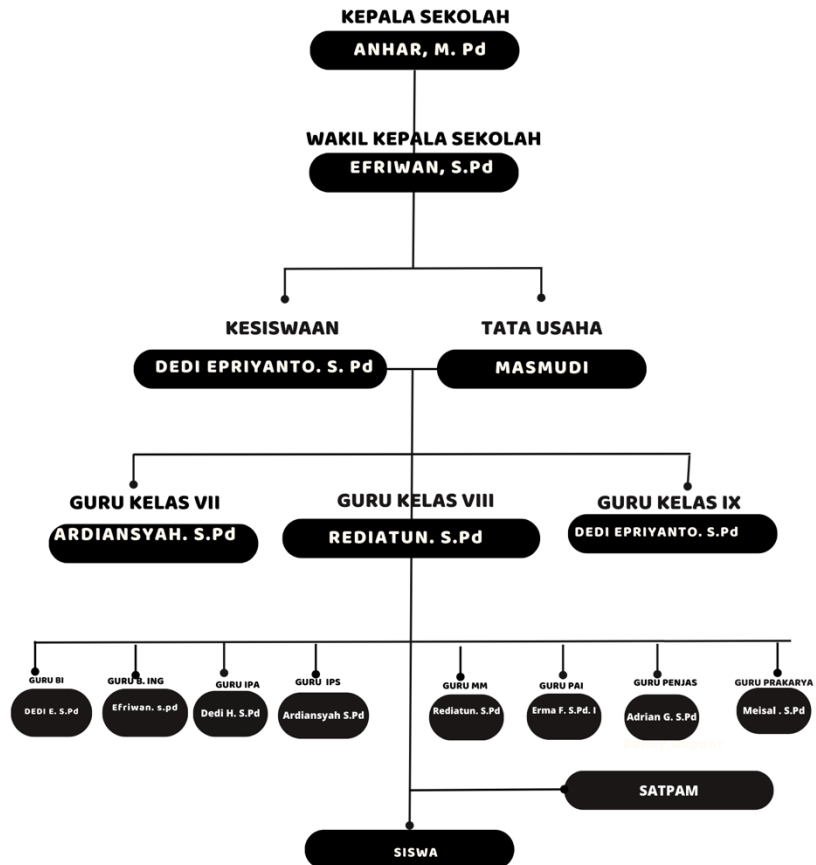 KEPALA SEKOLAH
ANHAR, M. Pd
WAKIL KEPALA SEKOLAH
EFRIWAN, S.Pd
KESISWAAN
TATA USAHA
DEDI EPRIYANTO. S. Pd
MASMUDI
GURU KELAS VII
GURU KELAS VIII
GURU KELAS IX
ARDIANSYAH. S.Pd
REDIATUN. S.Pd
DEDI EPRIYANTO. S.Pd
GURU BI
GURU B. ING
GURU IPA
GURU IPS
GURU MM
GURU PAI
GURU PENJAS
GURU PRAKARYA
DEDI E. S.Pd
Efriwan. s.pd
Dedi H. S.Pd
Ardiansyah S.Pd
Rediatun. S.Pd
Erma F. S.Pd. I
Adrian G. S.Pd
Meisal . S.Pd
SATPAM
SISWA